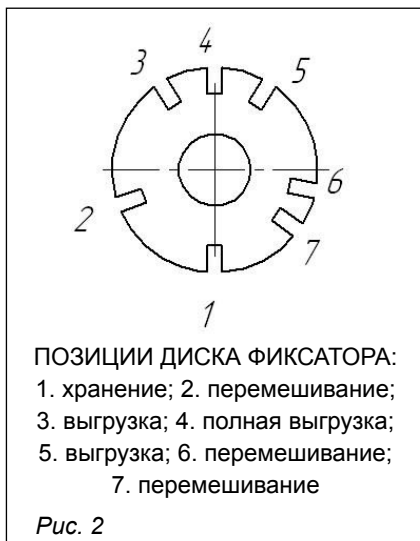 4
3
5
6
2
7
1
ПОЗИЦИИ ДИСКА ФИКСАТОРА:
1. хранение; 2. перемешивание;
3. выгрузка; 4. полная выгрузка;
5. выгрузка; 6. перемешивание;
7. перемешивание
Рис. 2